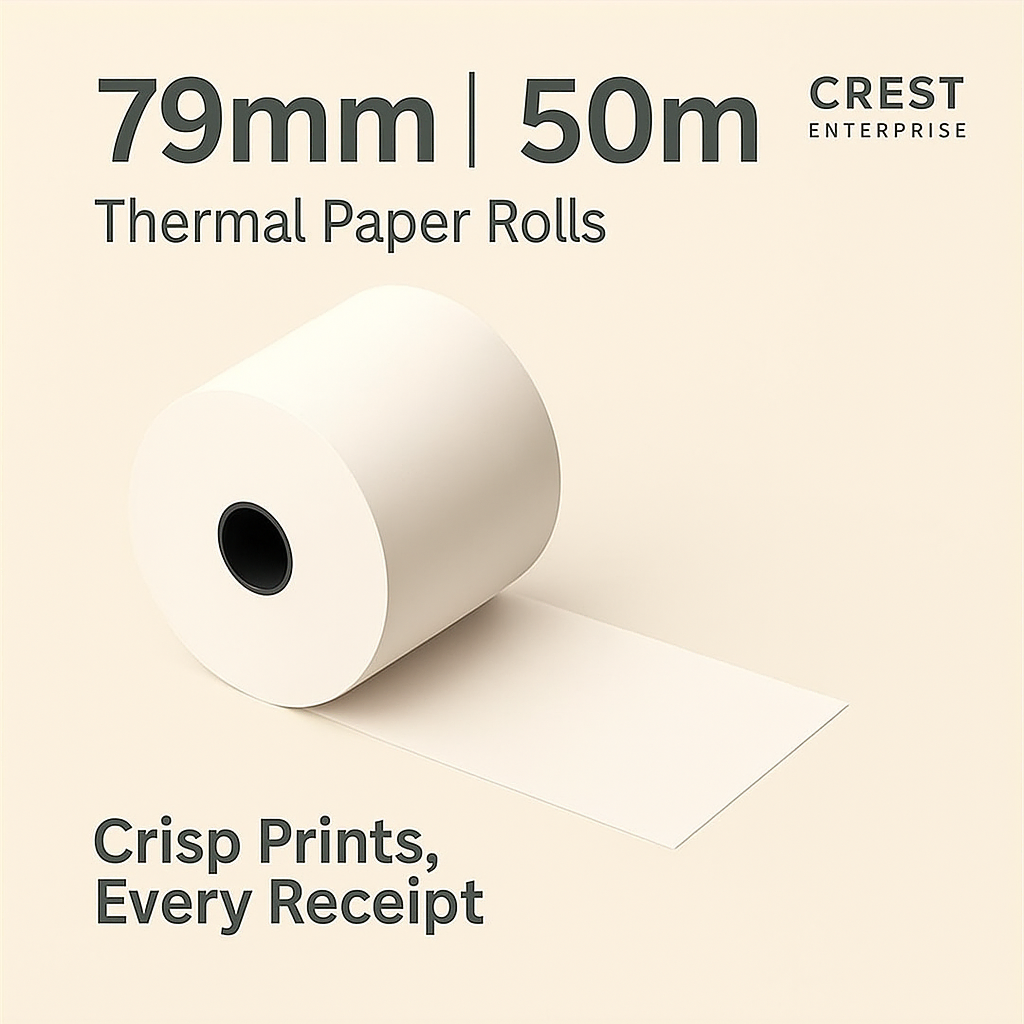 79mm | 50m
CREST
ENTERPRISE
Thermal Paper Rolls
Crisp Prints,
Every Receipt